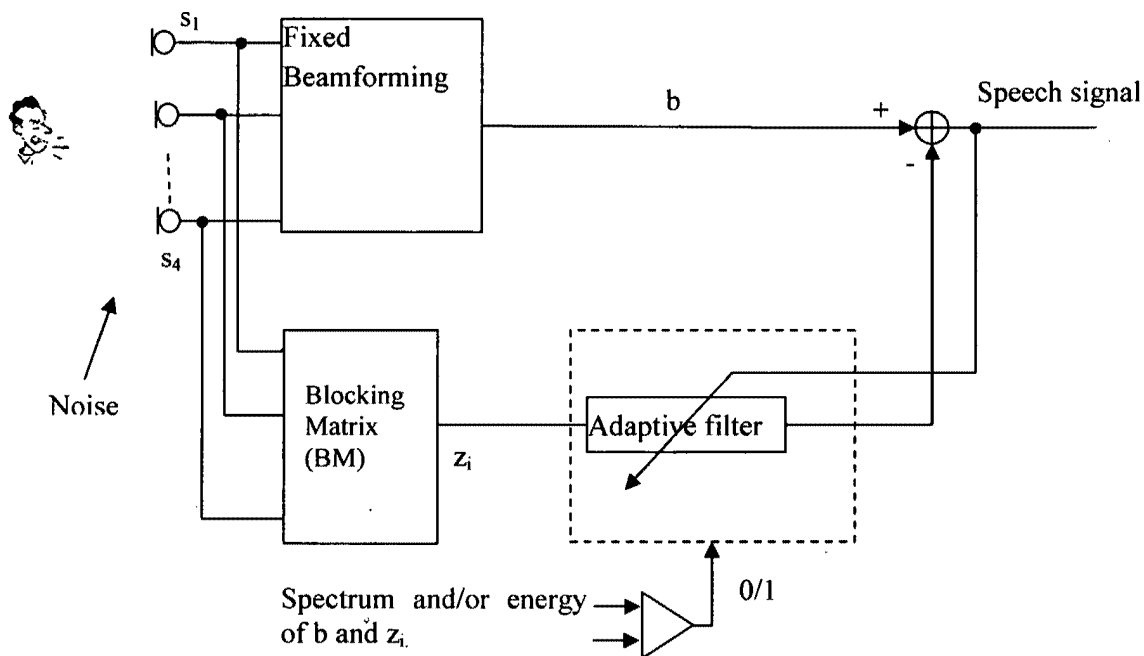 s₁
Fixed
Beamforming
b
+
Speech signal
-
s₄
Noise
Blocking
Matrix
(BM)
zᵢ
Adaptive filter
0/1
Spectrum and/or energy
of b and zᵢ.